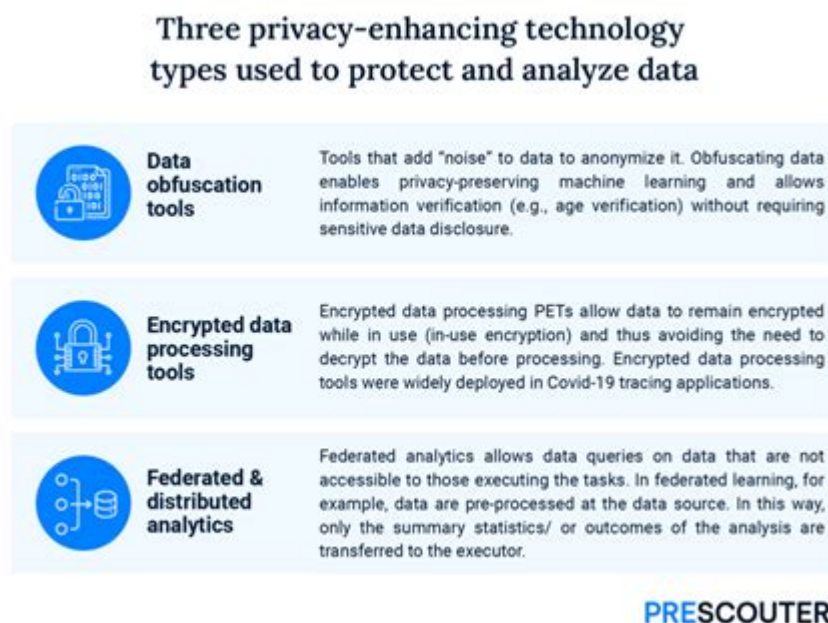 Three privacy-enhancing technology
types used to protect and analyze data
Data
obfuscation
tools
Tools that add “noise” to data to anonymize it. Obfuscating data
enables privacy-preserving machine learning and allows
information verification (e.g., age verification) without requiring
sensitive data disclosure.
Encrypted data
processing
tools
Encrypted data processing PETs allow data to remain encrypted
while in use (in-use encryption) and thus avoiding the need to
decrypt the data before processing. Encrypted data processing
tools were widely deployed in Covid-19 tracing applications.
Federated &
distributed
analytics
Federated analytics allows data queries on data that are not
accessible to those executing the tasks. In federated learning, for
example, data are pre-processed at the data source. In this way,
only the summary statistics/ or outcomes of the analysis are
transferred to the executor.
PRESCOUTER